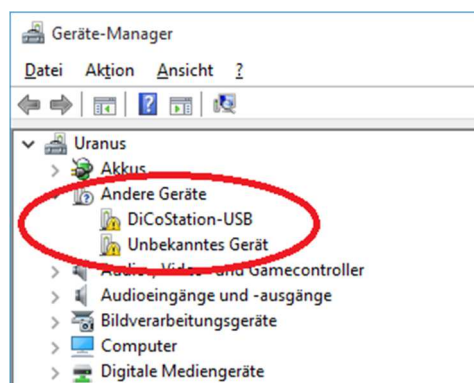 Geräte-Manager
Datei Aktion Ansicht ?
Uranus
Akkus
Andere Geräte
DiCoStation-USB
Unbekanntes Gerät
Audio-, Video- und Gamecontroller
Audioeingänge und -ausgänge
Bildverarbeitungsgeräte
Computer
Digitale Mediengeräte